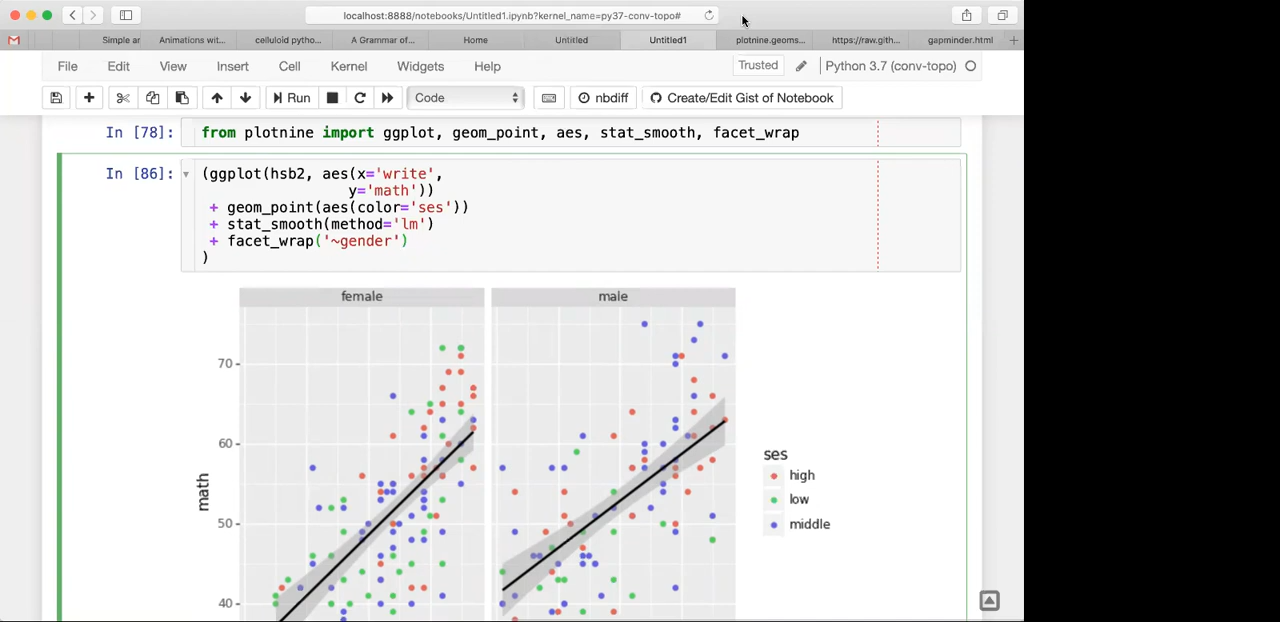 localhost:8888/notebooks/Untitled1.ipynb?kernel_name=py37-conv-topo#
Simple ar
Animations wit...
celluloid pytho...
A Grammar of...
Home
Untitled
Untitled1
plotnine.geoms...
https://raw.gith...
gapminder.html
File Edit View Insert Cell Kernel Widgets Help
Trusted
Python 3.7 (conv-topo)
Run
Code
nbdiff
Create/Edit Gist of Notebook
In [78]:
from plotnine import ggplot, geom_point, aes, stat_smooth, facet_wrap
In [86]:
(ggplot(hsb2, aes(x='write',
y='math'))
+ geom_point(aes(color='ses'))
+ stat_smooth(method='lm')
+ facet_wrap('~gender')
)
female
male
70
60
50
40
math
ses
high
low
middle